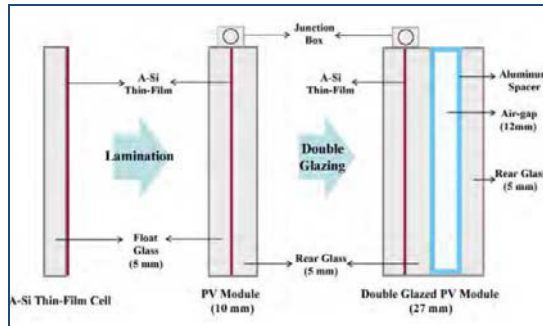 Junction
Box
A-Si
Thin-Film
A-Si
Thin-Film
Aluminum
Spacer
Air-gap
(12mm)
Lamination
Double
Glazing
Rear Glass
(5 mm)
Float
Glass
(5 mm)
Rear Glass
(5 mm)
A-Si Thin-Film Cell
PV Module
(10 mm)
Double Glazed PV Module
(27 mm)